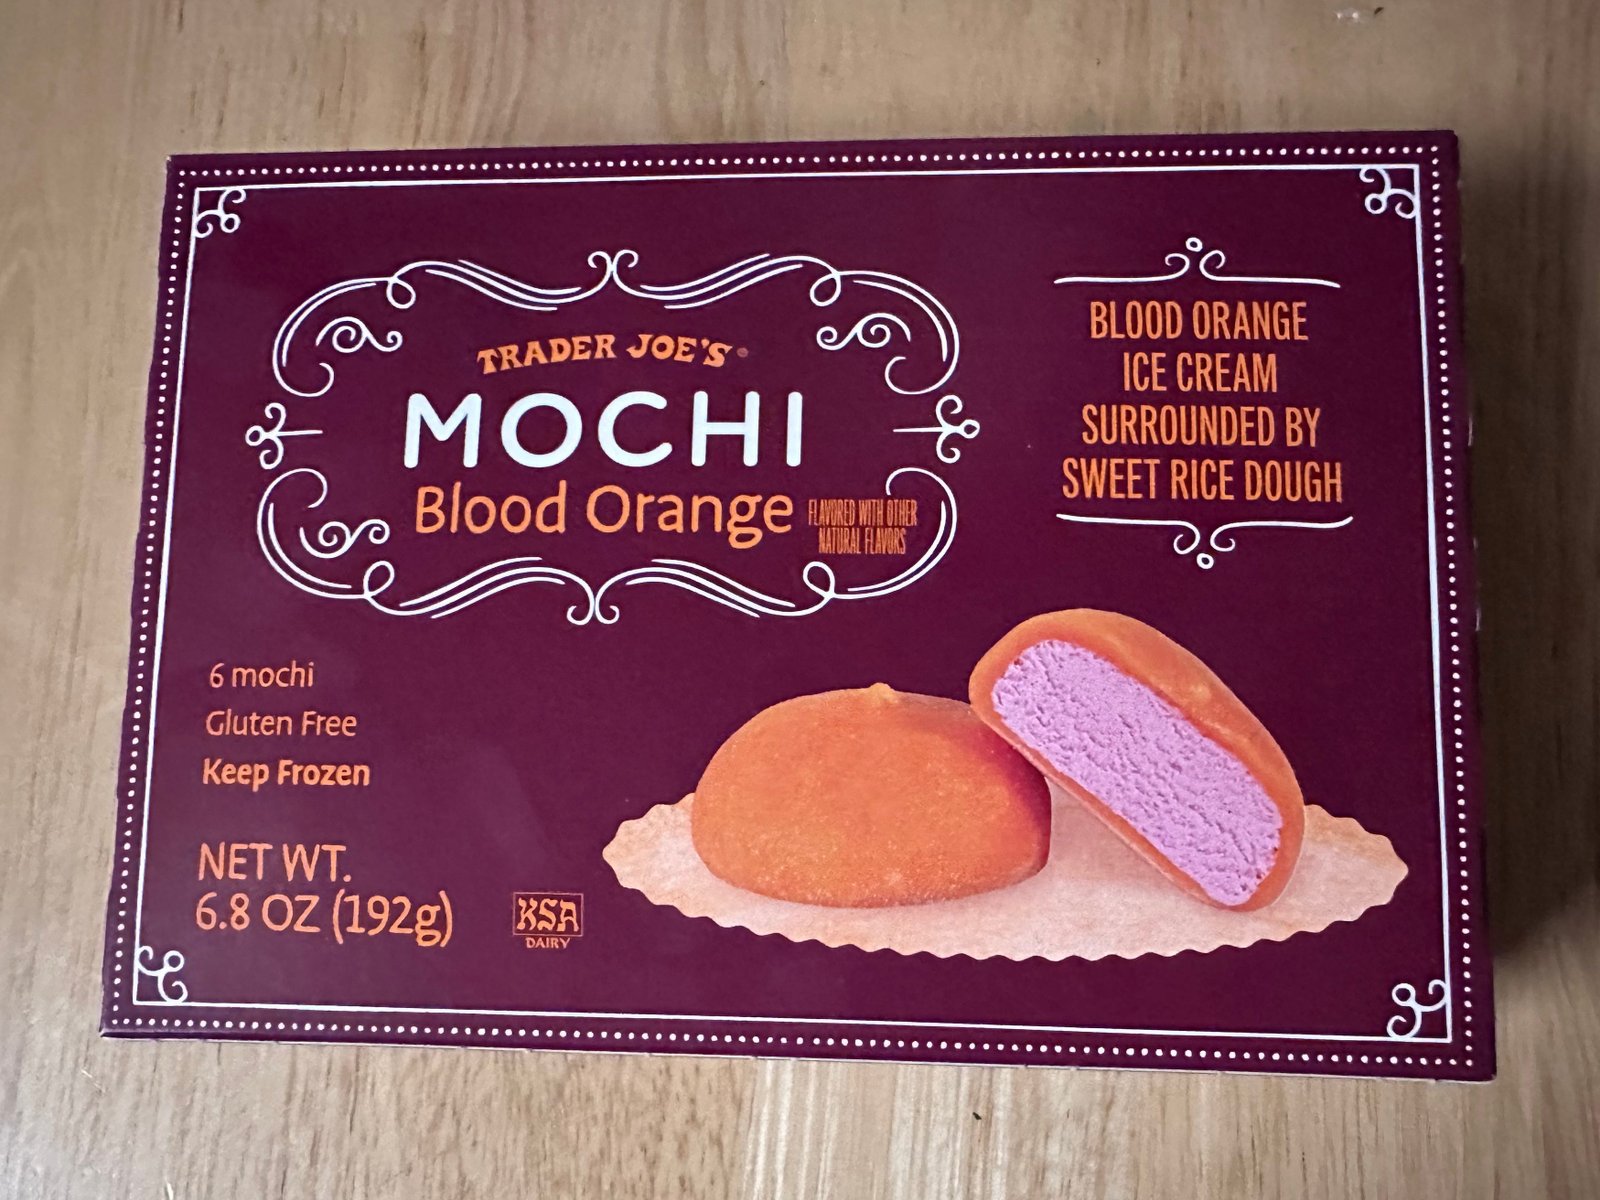 TRADER JOE'S
MOCHI
Blood Orange
FLAVORED WITH OTHER
NATURAL FLAVORS
BLOOD ORANGE
ICE CREAM
SURROUNDED BY
SWEET RICE DOUGH
6 mochi
Gluten Free
Keep Frozen
NET WT.
6.8 OZ (192g)
KSA
DAIRY